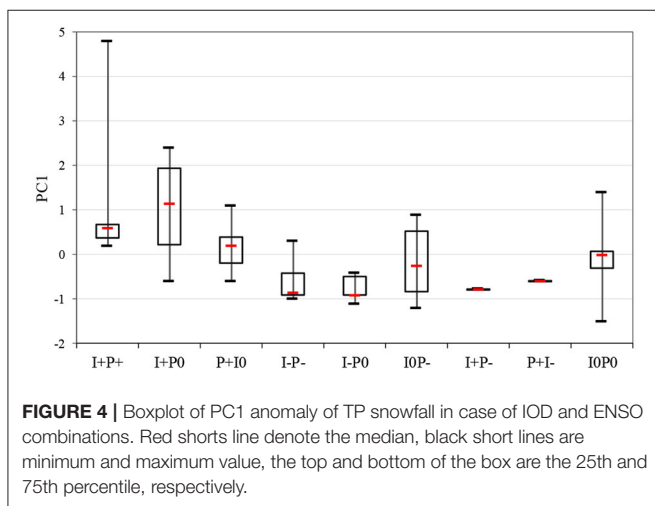 5
4
3
2
1
0
-1
-2
PC1
I+P+ I+P0 P+I0 I-P- I-P0 I0P- I+P- P+I- I0P0
FIGURE 4 | Boxplot of PC1 anomaly of TP snowfall in case of IOD and ENSO
combinations. Red shorts line denote the median, black short lines are
minimum and maximum value, the top and bottom of the box are the 25th and
75th percentile, respectively.